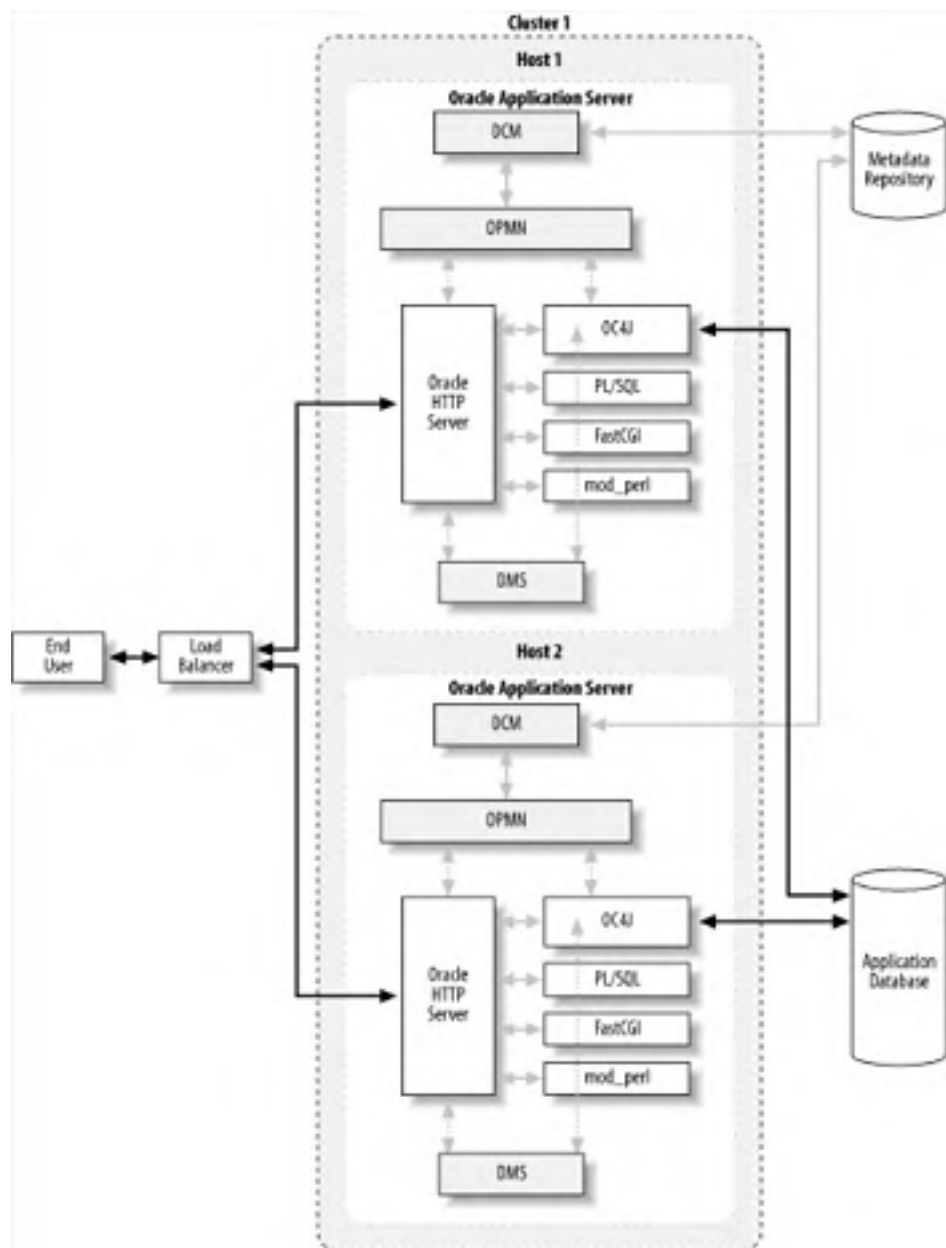 Cluster 1
Host 1
Oracle Application Server
DCM
Metadata
Repository
OPMN
Oracle
HTTP
Server
OC4J
PL/SQL
FastCGI
mod_perl
DMS
End
User
Load
Balancer
Host 2
Oracle Application Server
DCM
OPMN
Oracle
HTTP
Server
OC4J
PL/SQL
FastCGI
mod_perl
DMS
Application
Database